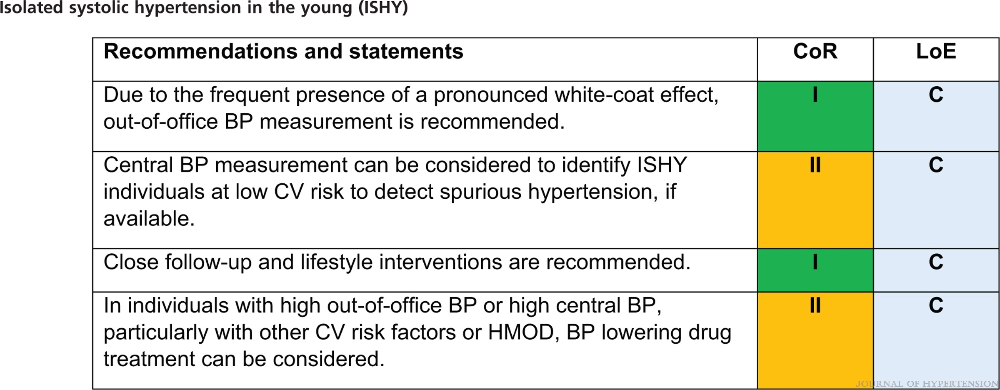 Isolated systolic hypertension in the young (ISHY)
Recommendations and statements CoR LoE
Due to the frequent presence of a pronounced white-coat effect, I C
out-of-office BP measurement is recommended.
Central BP measurement can be considered to identify ISHY II C
individuals at low CV risk to detect spurious hypertension, if
available.
Close follow-up and lifestyle interventions are recommended. I C
In individuals with high out-of-office BP or high central BP, II C
particularly with other CV risk factors or HMOD, BP lowering drug
treatment can be considered.
JOURNAL OF HYPERTENSION